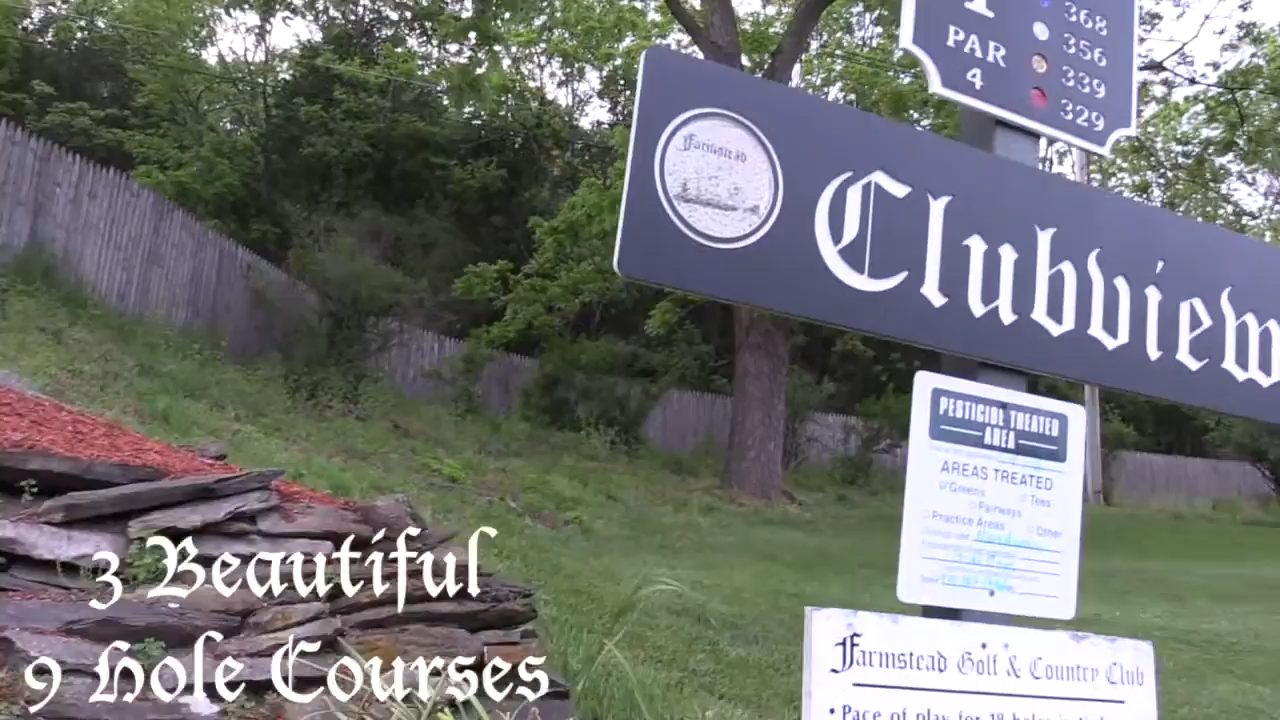 368
PAR
4
356
339
329
Farmstead
Clubview
PESTICIDE TREATED
AREA
AREAS TREATED
Greens Tees
Fairways
Practice Areas Other
Farmstead Golf & Country Club
• Pace of play for 18 holes
3 Beautiful
9 Hole Courses